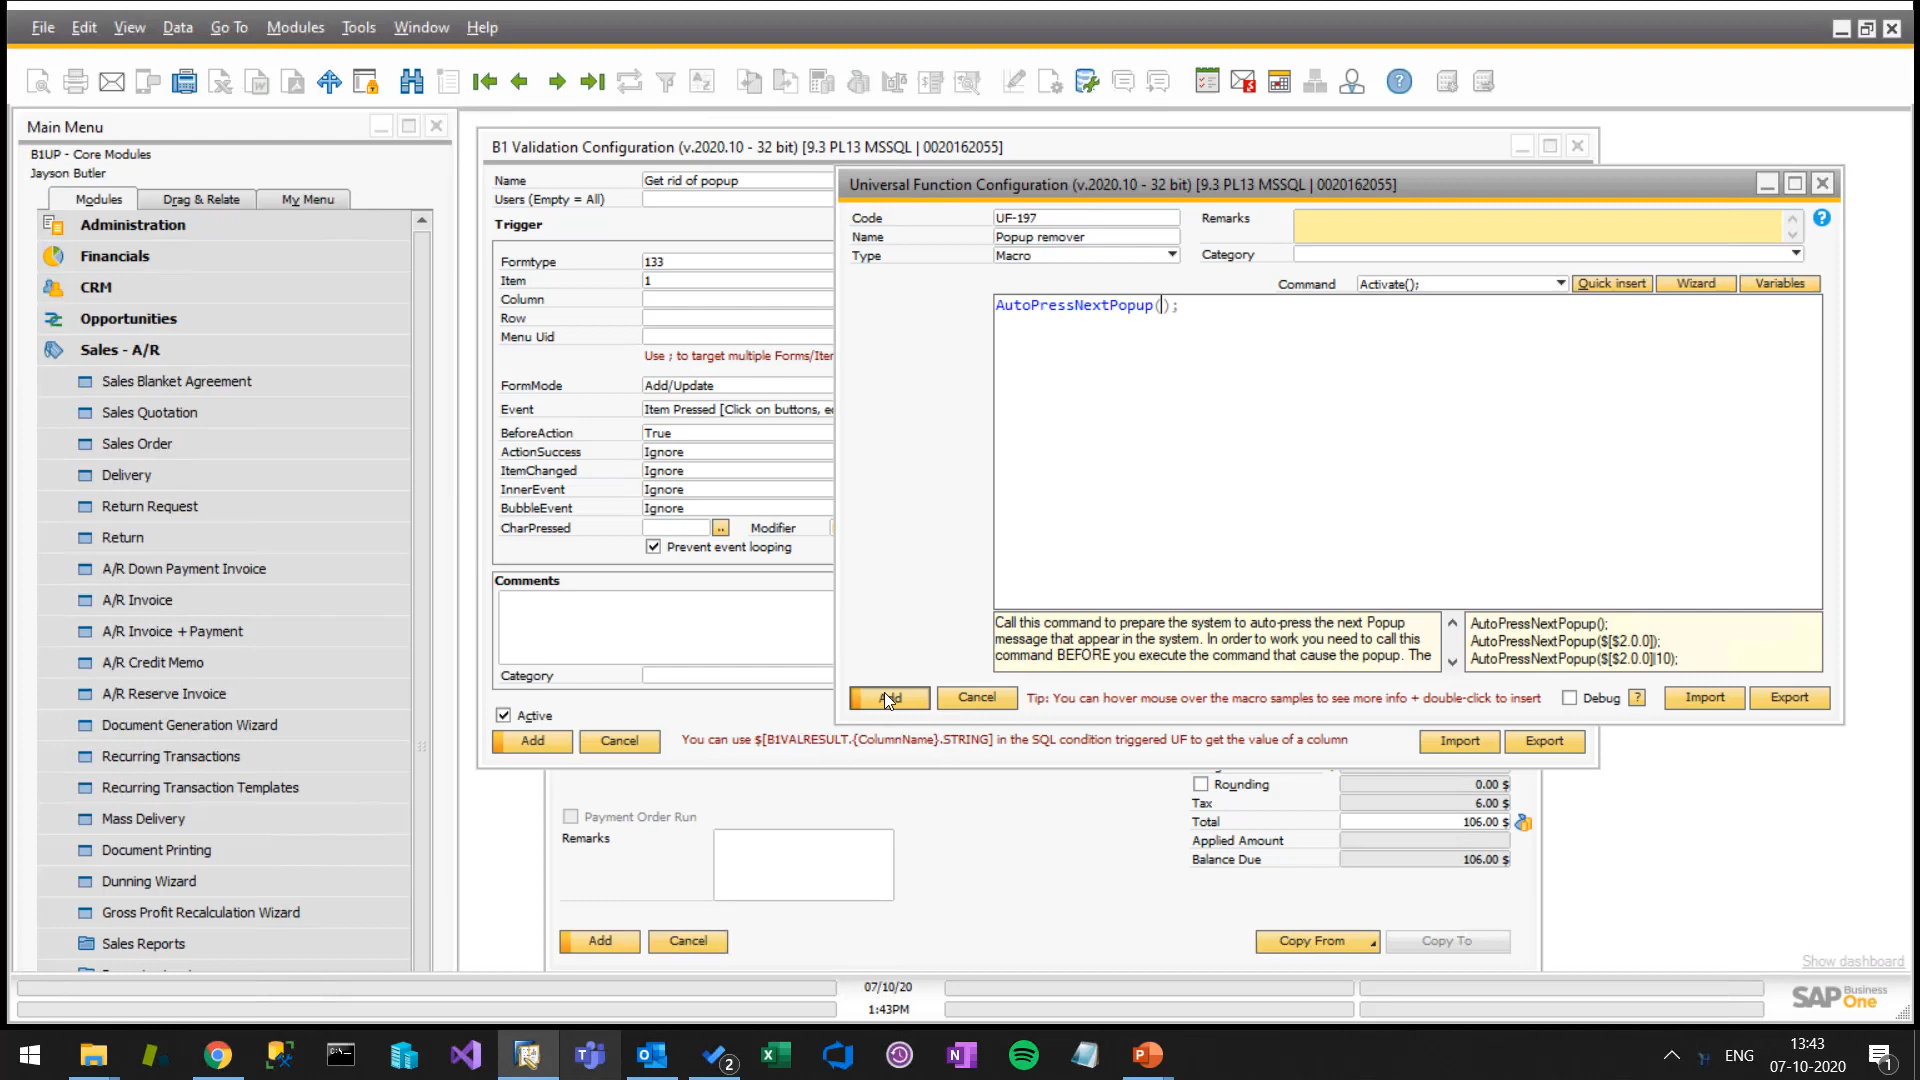 File Edit View Data Go To Modules Tools Window Help
Main Menu
B1UP - Core Modules
Jayson Butler
Modules Drag & Relate My Menu
Administration
Financials
CRM
Opportunities
Sales - A/R
Sales Blanket Agreement
Sales Quotation
Sales Order
Delivery
Return Request
Return
A/R Down Payment Invoice
A/R Invoice
A/R Invoice + Payment
A/R Credit Memo
A/R Reserve Invoice
Document Generation Wizard
Recurring Transactions
Recurring Transaction Templates
Mass Delivery
Document Printing
Dunning Wizard
Gross Profit Recalculation Wizard
Sales Reports
B1 Validation Configuration (v.2020.10 - 32 bit) [9.3 PL13 MSSQL | 0020162055]
Name Get rid of popup
Users (Empty = All)
Trigger
Formtype 133
Item 1
Column
Row
Menu Uid
Use ; to target multiple Forms/Iter
FormMode Add/Update
Event Item Pressed [Click on buttons,
BeforeAction True
ActionSuccess Ignore
ItemChanged Ignore
InnerEvent Ignore
BubbleEvent Ignore
CharPressed .. Modifier
Prevent event looping
Comments
Category
Active
Add Cancel You can use $[B1VALRESULT.{ColumnName}.STRING] in the SQL condition triggered UF to get the value of a column Import Export
Universal Function Configuration (v.2020.10 - 32 bit) [9.3 PL13 MSSQL | 0020162055]
Code UF-197 Remarks
Name Popup remover
Type Macro Category
Command Activate(); Quick insert Wizard Variables
AutoPressNextPopup();
Call this command to prepare the system to auto-press the next Popup
message that appear in the system. In order to work you need to call this
command BEFORE you execute the command that cause the popup. The
AutoPressNextPopup();
AutoPressNextPopup($[$2.0.0]);
AutoPressNextPopup($[$2.0.0]|10);
Add Cancel Tip: You can hover mouse over the macro samples to see more info + double-click to insert Debug ? Import Export
Rounding 0.00 $
Tax 6.00 $
Total 106.00 $
Applied Amount
Balance Due 106.00 $
Payment Order Run
Remarks
Add Cancel Copy From Copy To
Show dashboard
07/10/20
1:43PM
SAP Business One
2
ENG
13:43
07-10-2020
1